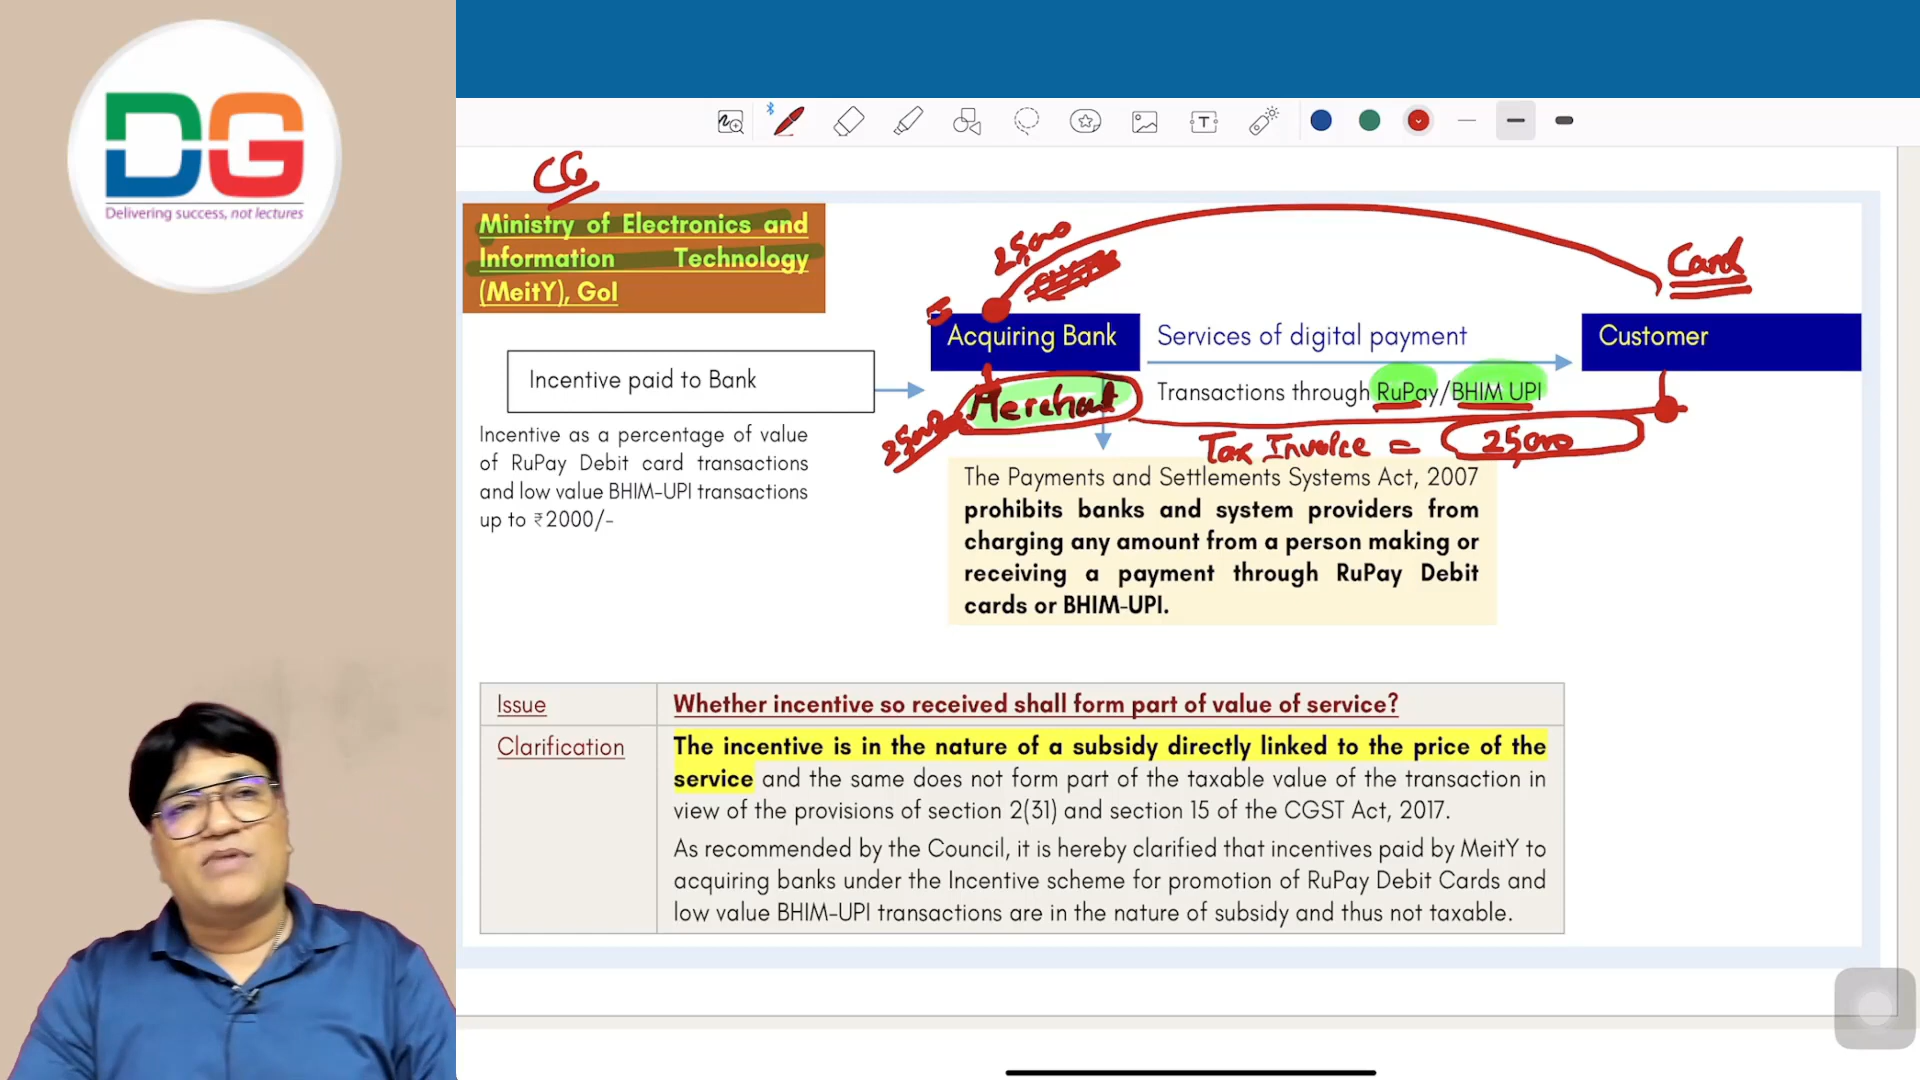 DG
Delivering success, not lectures
CG
Ministry of Electronics and
Information Technology
(MeitY), GoI
Incentive paid to Bank
Incentive as a percentage of value
of RuPay Debit card transactions
and low value BHIM-UPI transactions
up to ₹2000/-
25,000
Acquiring Bank
Merchant
25,000
Services of digital payment
Transactions through RuPay/BHIM UPI
Tax Invoice = 25,000
Card
Customer
The Payments and Settlements Systems Act, 2007
prohibits banks and system providers from
charging any amount from a person making or
receiving a payment through RuPay Debit
cards or BHIM-UPI.
Issue
Whether incentive so received shall form part of value of service?
Clarification
The incentive is in the nature of a subsidy directly linked to the price of the
service and the same does not form part of the taxable value of the transaction in
view of the provisions of section 2(31) and section 15 of the CGST Act, 2017.
As recommended by the Council, it is hereby clarified that incentives paid by MeitY to
acquiring banks under the Incentive scheme for promotion of RuPay Debit Cards and
low value BHIM-UPI transactions are in the nature of subsidy and thus not taxable.